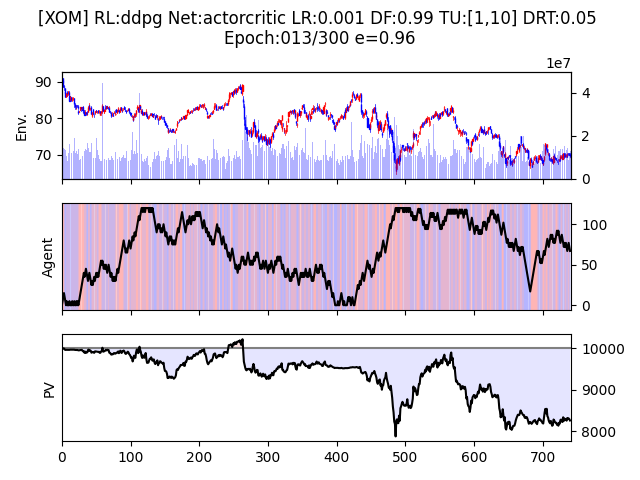 [XOM] RL:ddpg Net:actorcritic LR:0.001 DF:0.99 TU:[1,10] DRT:0.05
Epoch:013/300 e=0.96
1e7
90
80
70
Env.
4
2
0
Agent
100
50
0
PV
10000
9000
8000
0 100 200 300 400 500 600 700